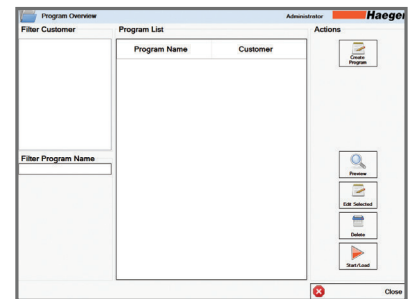 Program Overview
Administrator
Haeger
Filter Customer
Program List
Actions
Program Name
Customer
Create
Program
Filter Program Name
Preview
Edit Selected
Delete
Start/Load
Close